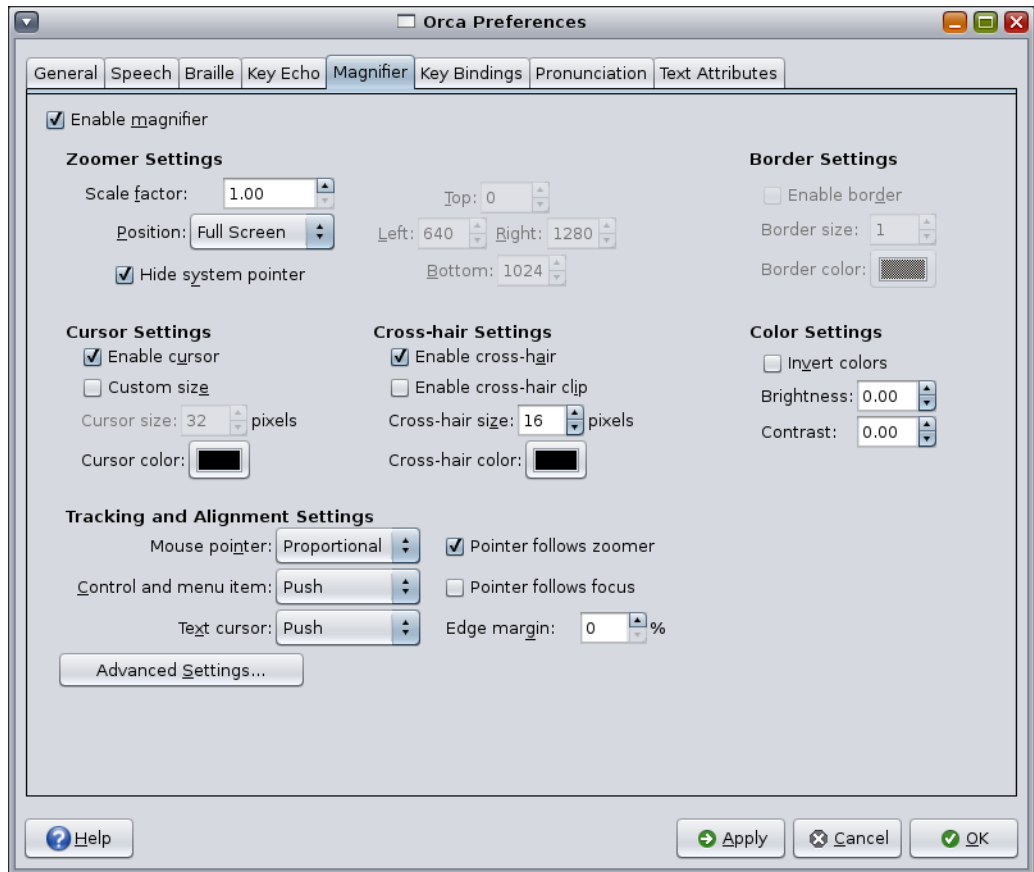 Orca Preferences
General Speech Braille Key Echo Magnifier Key Bindings Pronunciation Text Attributes
Enable magnifier
Zoomer Settings
Scale factor: 1.00
Position: Full Screen
Hide system pointer
Top: 0
Left: 640 Right: 1280
Bottom: 1024
Border Settings
Enable border
Border size: 1
Border color:
Cursor Settings
Enable cursor
Custom size
Cursor size: 32 pixels
Cursor color:
Cross-hair Settings
Enable cross-hair
Enable cross-hair clip
Cross-hair size: 16 pixels
Cross-hair color:
Color Settings
Invert colors
Brightness: 0.00
Contrast: 0.00
Tracking and Alignment Settings
Mouse pointer: Proportional Pointer follows zoomer
Control and menu item: Push Pointer follows focus
Text cursor: Push Edge margin: 0 %
Advanced Settings...
Help Apply Cancel OK